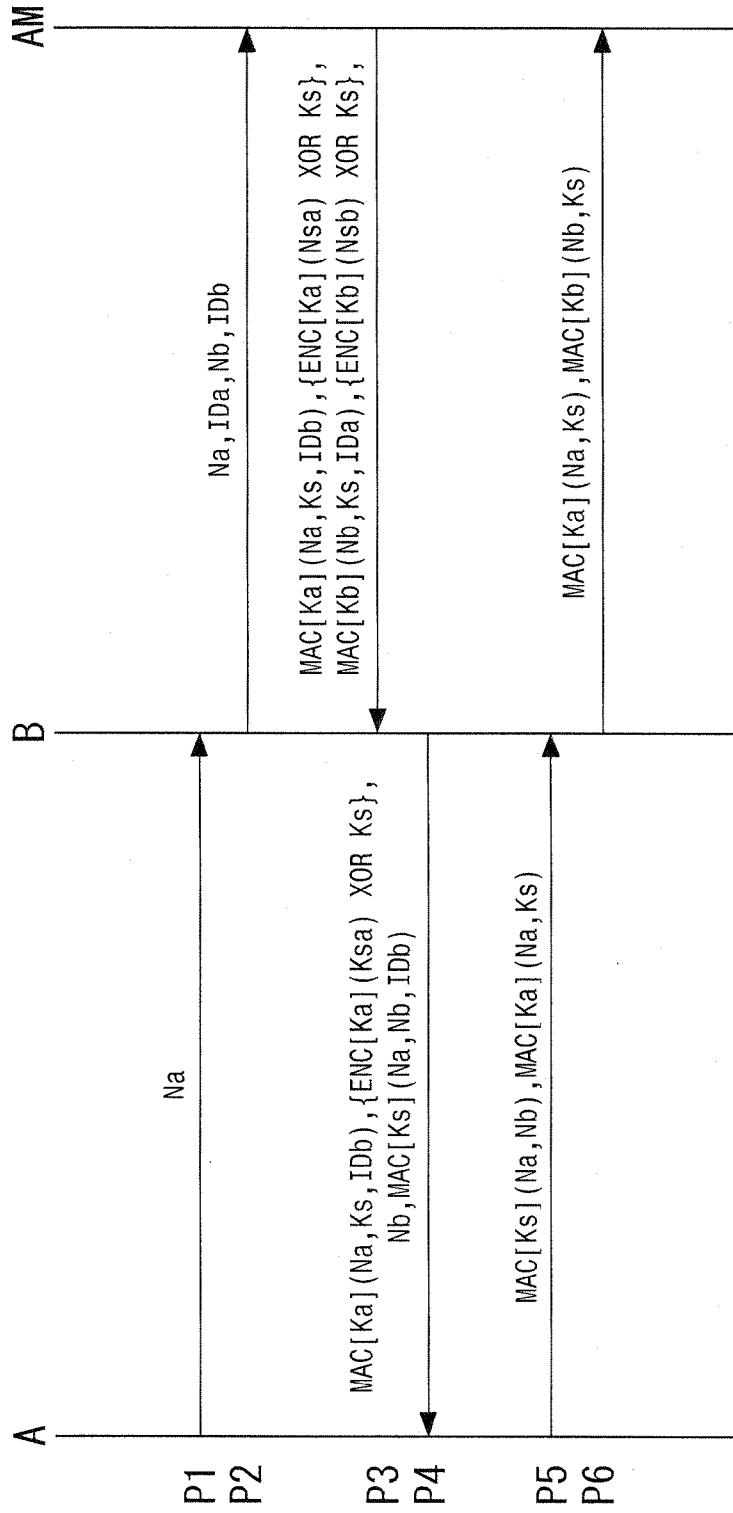 A
B
AM
P1
Na
P2
Na,IDa,Nb,IDb
P3
MAC[Ka](Na,Ks,IDb),{ENC[Ka](Nsa) XOR Ks},
MAC[Kb](Nb,Ks,IDa),{ENC[Kb](Nsb) XOR Ks},
P4
MAC[Ka](Na,Ks,IDb),{ENC[Ka](Ksa) XOR Ks},
Nb,MAC[Ks](Na,Nb,IDb)
P5
MAC[Ks](Na,Nb),MAC[Ka](Na,Ks)
P6
MAC[Ka](Na,Ks),MAC[Kb](Nb,Ks)